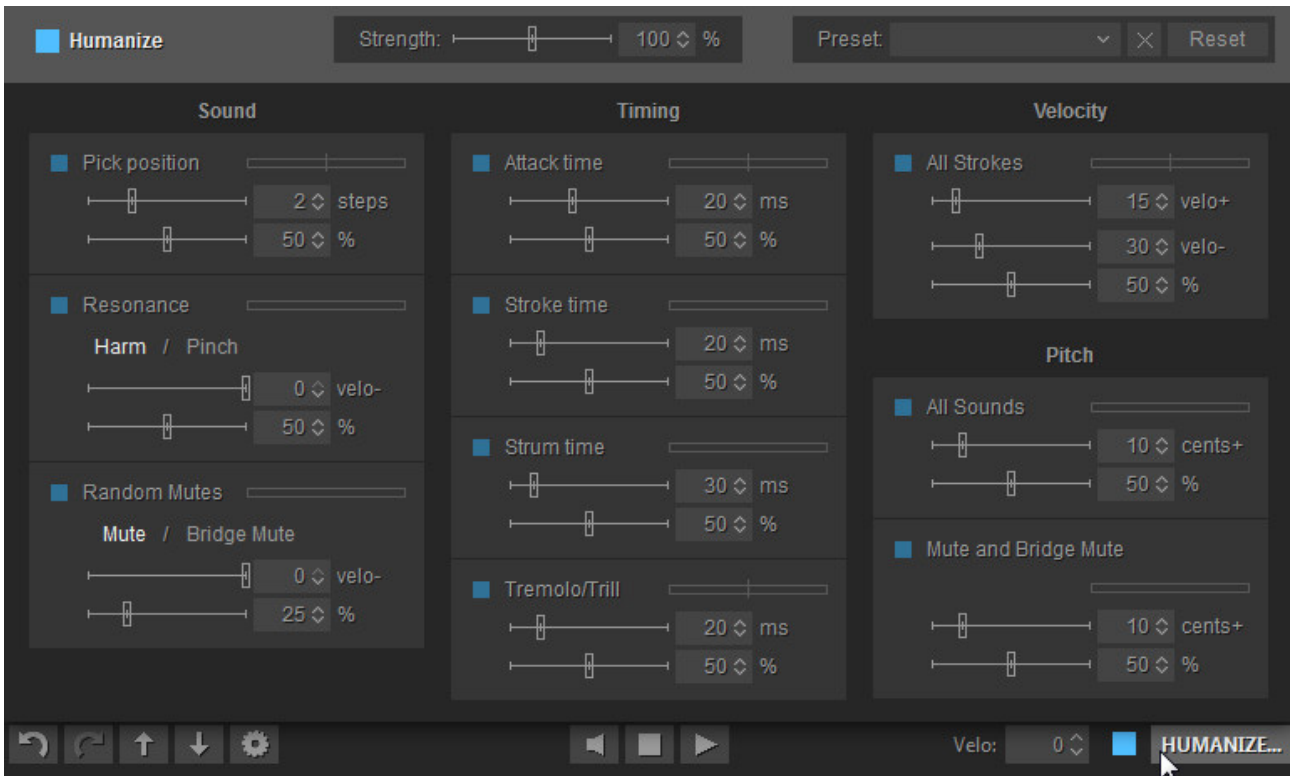 Humanize
Strength: 100 %
Preset: Reset
Sound
Pick position
2 steps
50 %
Resonance
Harm / Pinch
0 velo-
50 %
Random Mutes
Mute / Bridge Mute
0 velo-
25 %
Timing
Attack time
20 ms
50 %
Stroke time
20 ms
50 %
Strum time
30 ms
50 %
Tremolo/Trill
20 ms
50 %
Velocity
All Strokes
15 velo+
30 velo-
50 %
Pitch
All Sounds
10 cents+
50 %
Mute and Bridge Mute
10 cents+
50 %
Velo: 0 HUMANIZE...